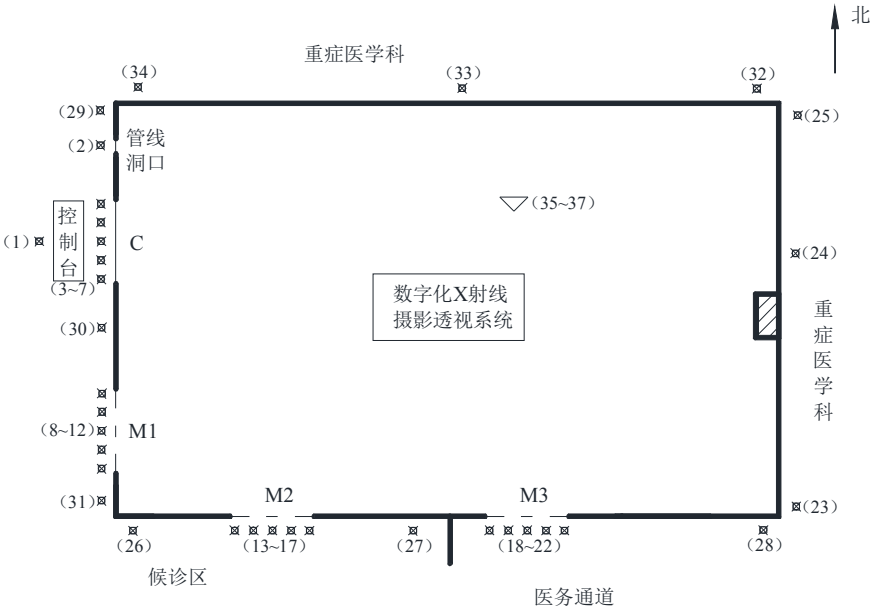 北
重症医学科
（34）
（33）
（32）
（29）
（25）
（2）
管线
洞口
（35~37）
控制台
（1）
C
（24）
（3~7）
数字化X射线
摄影透视系统
（30）
重症医学科
（8~12）
M1
（31）
M2
M3
（23）
（26）
（13~17）
（27）
（18~22）
（28）
候诊区
医务通道